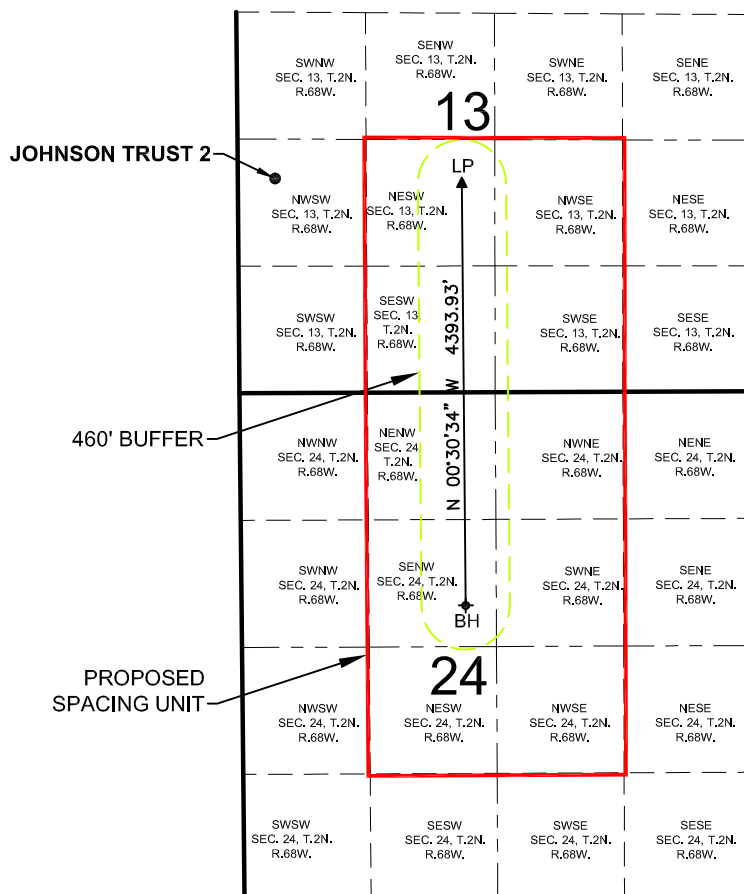 SWNW
SEC. 13, T.2N.
R.68W.
SENW
SEC. 13, T.2N.
R.68W.
SWNE
SEC. 13, T.2N.
R.68W.
SENE
SEC. 13, T.2N.
R.68W.
13
JOHNSON TRUST 2
LP
NWSW
SEC. 13, T.2N.
R.68W.
NESW
SEC. 13, T.2N.
R.68W.
NWSE
SEC. 13, T.2N.
R.68W.
NESE
SEC. 13, T.2N.
R.68W.
SWSW
SEC. 13, T.2N.
R.68W.
SESW
SEC. 13,
T.2N.
R.68W.
N 00°30'34" W 4393.93'
SWSE
SEC. 13, T.2N.
R.68W.
SESE
SEC. 13, T.2N.
R.68W.
460' BUFFER
NWNW
SEC. 24, T.2N.
R.68W.
NENW
SEC. 24
T.2N.
R.68W.
NWNE
SEC. 24, T.2N.
R.68W.
NENE
SEC. 24, T.2N.
R.68W.
SWNW
SEC. 24, T.2N.
R.68W.
SENW
SEC. 24, T.2N.
R.68W.
SWNE
SEC. 24, T.2N.
R.68W.
SENE
SEC. 24, T.2N.
R.68W.
BH
24
PROPOSED
SPACING UNIT
NWSW
SEC. 24, T.2N.
R.68W.
NESW
SEC. 24, T.2N.
R.68W.
NWSE
SEC. 24, T.2N.
R.68W.
NESE
SEC. 24, T.2N.
R.68W.
SWSW
SEC. 24, T.2N.
R.68W.
SESW
SEC. 24, T.2N.
R.68W.
SWSE
SEC. 24, T.2N.
R.68W.
SESE
SEC. 24, T.2N.
R.68W.